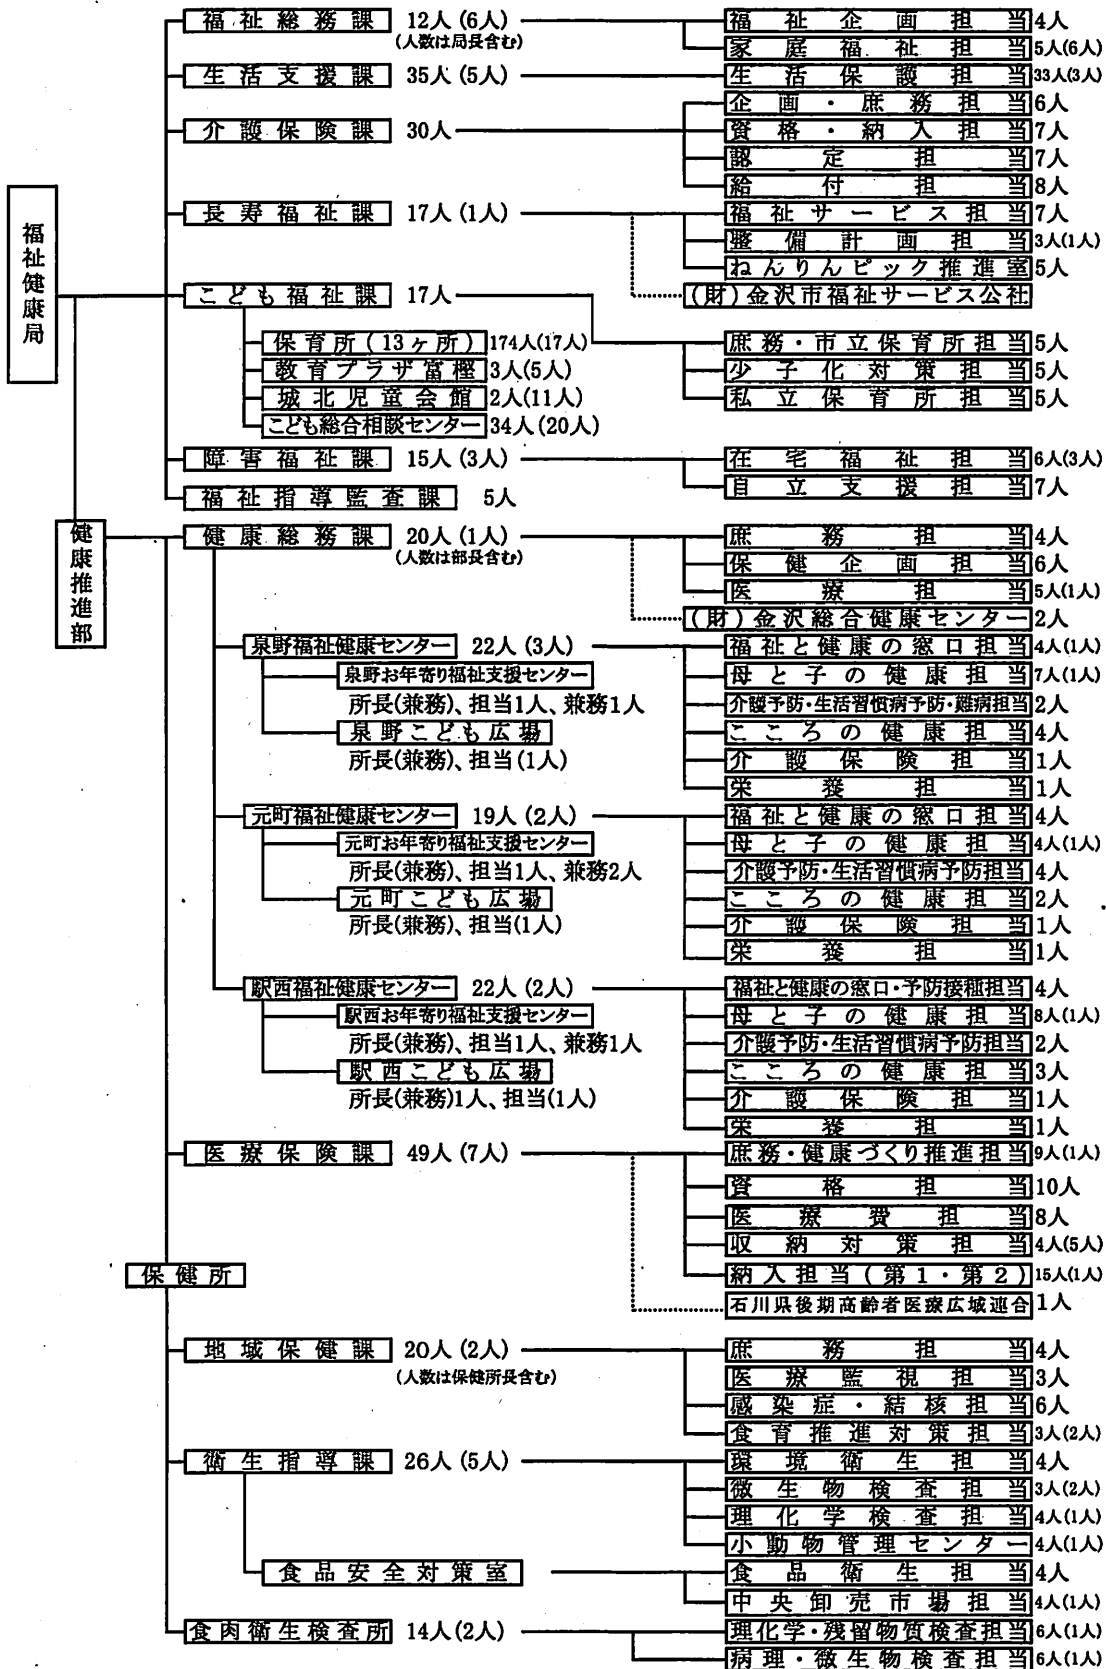 福祉健康局
福祉総務課 12人(6人)
(人数は局長含む)
福祉企画担当 4人
家庭福祉担当 5人(6人)
生活支援課 35人(5人)
生活保護担当 33人(3人)
介護保険課 30人
企画・庶務担当 6人
資格・納入担当 7人
認定担当 7人
給付担当 8人
長寿福祉課 17人(1人)
福祉サービス担当 7人
整備計画担当 3人(1人)
ねんりんピック推進室 5人
(財)金沢市福祉サービス公社
こども福祉課 17人
保育所(13ヶ所) 174人(17人)
教育プラザ富樫 3人(5人)
城北児童会館 2人(11人)
こども総合相談センター 34人(20人)
庶務・市立保育所担当 5人
少子化対策担当 5人
私立保育所担当 5人
障害福祉課 15人(3人)
在宅福祉担当 6人(3人)
自立支援担当 7人
福祉指導監査課 5人
健康推進部
健康総務課 20人(1人)
(人数は部長含む)
庶務担当 4人
保健企画担当 6人
医療担当 5人(1人)
(財)金沢総合健康センター 2人
泉野福祉健康センター 22人(3人)
泉野お年寄り福祉支援センター
所長(兼務)、担当1人、兼務1人
泉野こども広場
所長(兼務)、担当(1人)
福祉と健康の窓口担当 4人(1人)
母と子の健康担当 7人(1人)
介護予防・生活習慣病予防・難病担当 2人
こころの健康担当 4人
介護保険担当 1人
栄養担当 1人
元町福祉健康センター 19人(2人)
元町お年寄り福祉支援センター
所長(兼務)、担当1人、兼務2人
元町こども広場
所長(兼務)、担当(1人)
福祉と健康の窓口担当 4人
母と子の健康担当 4人(1人)
介護予防・生活習慣病予防担当 4人
こころの健康担当 2人
介護保険担当 1人
栄養担当 1人
駅西福祉健康センター 22人(2人)
駅西お年寄り福祉支援センター
所長(兼務)、担当1人、兼務1人
駅西こども広場
所長(兼務)1人、担当(1人)
福祉と健康の窓口・予防接種担当 4人
母と子の健康担当 8人(1人)
介護予防・生活習慣病予防担当 2人
こころの健康担当 3人
介護保険担当 1人
栄養担当 1人
医療保険課 49人(7人)
庶務・健康づくり推進担当 9人(1人)
資格担当 10人
医療費担当 8人
収納対策担当 4人(5人)
納入担当(第1・第2) 15人(1人)
石川県後期高齢者医療広域連合 1人
保健所
地域保健課 20人(2人)
(人数は保健所長含む)
庶務担当 4人
医療監視担当 3人
感染症・結核担当 6人
食育推進対策担当 3人(2人)
衛生指導課 26人(5人)
環境衛生担当 4人
微生物検査担当 3人(2人)
理化学検査担当 4人(1人)
小動物管理センター 4人(1人)
食品安全対策室
食品衛生担当 4人
中央卸売市場担当 4人(1人)
食肉衛生検査所 14人(2人)
理化学・残留物質検査担当 6人(1人)
病理・微生物検査担当 6人(1人)